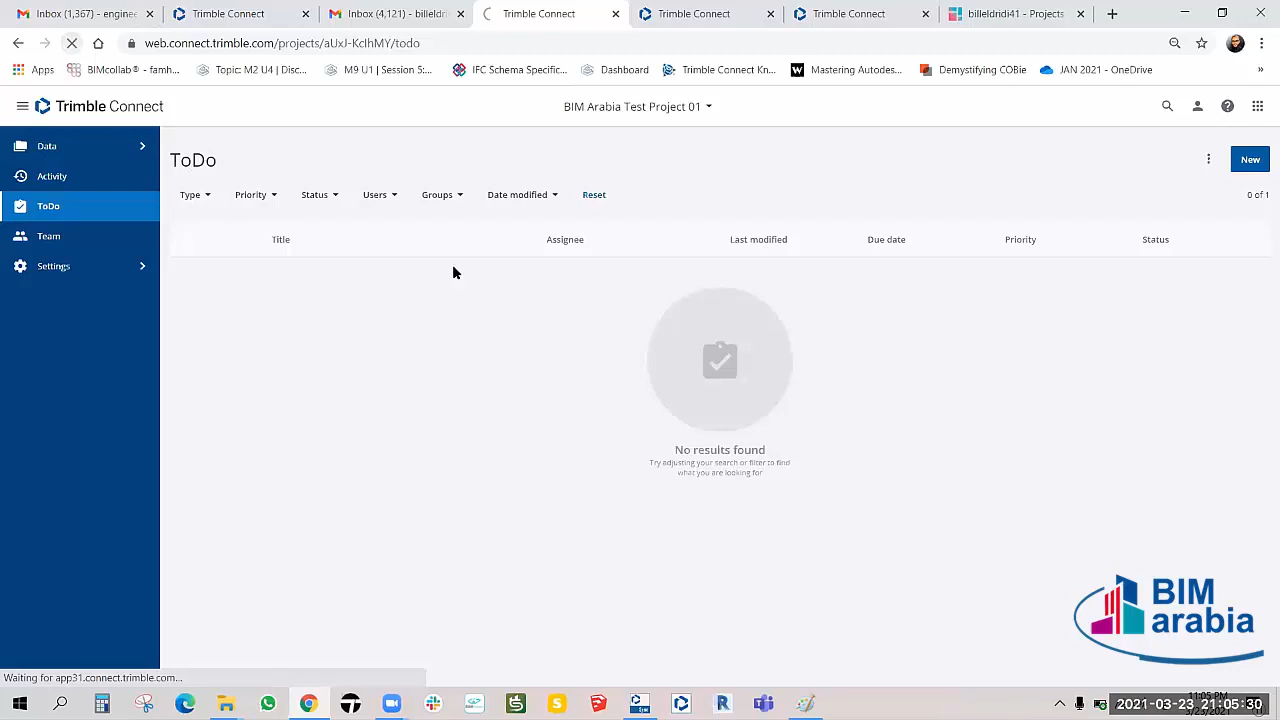 Inbox (1,367) - enginee
Trimble Connect
Inbox (4,121) - billeldri
Trimble Connect
Trimble Connect
Trimble Connect
billeldridi41 - Projects
web.connect.trimble.com/projects/aUxJ-KcIhMY/todo
Apps
BIMcollab® - famh...
Topic: M2 U4 | Disc...
M9 U1 | Session 5:...
IFC Schema Specific...
Dashboard
Trimble Connect Kn...
Mastering Autodes...
Demystifying COBie
JAN 2021 - OneDrive
Trimble Connect
BIM Arabia Test Project 01
Data
Activity
ToDo
Team
Settings
ToDo
New
Type
Priority
Status
Users
Groups
Date modified
Reset
0 of 1
Title
Assignee
Last modified
Due date
Priority
Status
No results found
Try adjusting your search or filter to find
what you are looking for
BIM
arabia
Waiting for app31.connect.trimble.com...
11:05 PM
2021-03-23 21:05:30